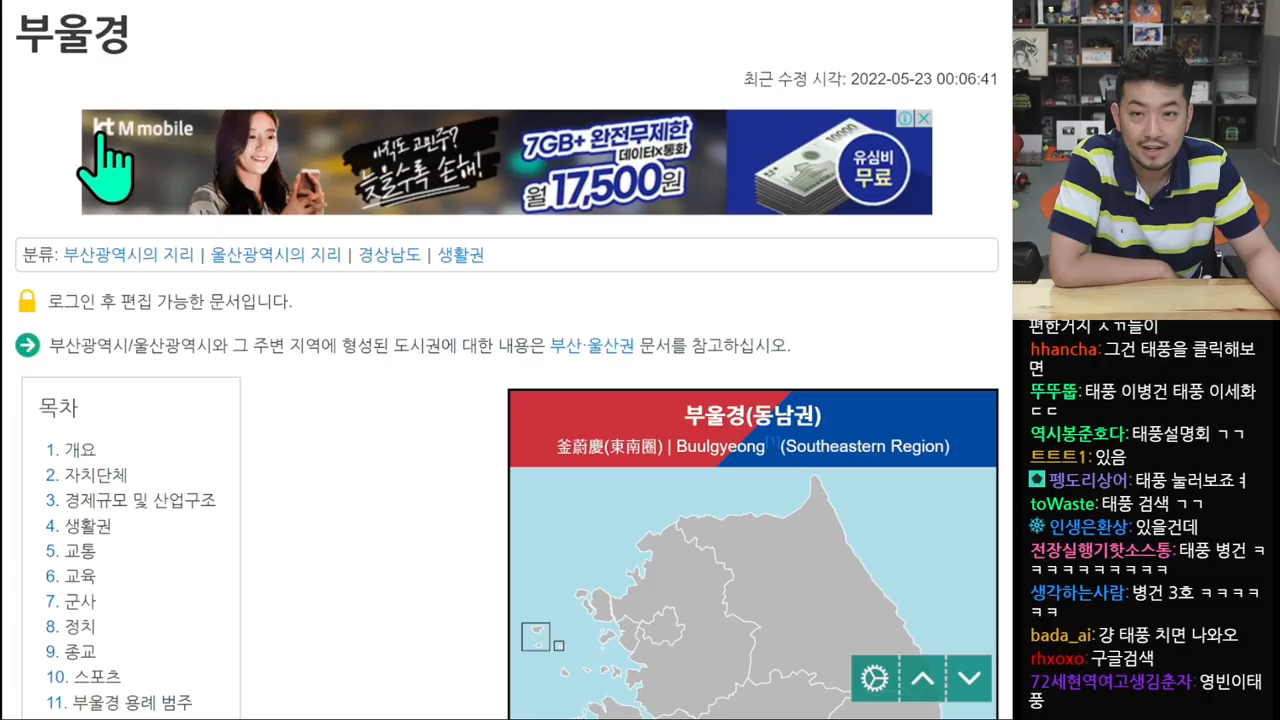 부울경
최근 수정 시각: 2022-05-23 00:06:41
kt M mobile
아직도 고민중?
늦을수록 손해!
7GB+ 완전무제한
데이터x통화
월 17,500원
10000
유심비
무료
분류: 부산광역시의 지리 | 울산광역시의 지리 | 경상남도 | 생활권
로그인 후 편집 가능한 문서입니다.
부산광역시/울산광역시와 그 주변 지역에 형성된 도시권에 대한 내용은 부산·울산권 문서를 참고하십시오.
목차
1. 개요
2. 자치단체
3. 경제규모 및 산업구조
4. 생활권
5. 교통
6. 교육
7. 군사
8. 정치
9. 종교
10. 스포츠
11. 부울경 용례 범주
부울경(동남권)
釜蔚慶(東南圈) | Buulgyeong[1] (Southeastern Region)
편한거지 ㅅㄲ들이
hhancha: 그건 태풍을 클릭해보
면
뚜뚜뚭: 태풍 이병건 태풍 이세화
ㄷㄷ
역시봉준호다: 태풍설명회 ㄱㄱ
트트트1: 있음
펭도리상어: 태풍 눌러보죠ㅕ
toWaste: 태풍 검색 ㄱㄱ
인생은환상: 있을건데
전장실행기핫소스통: 태풍 병건 ㅋ
ㅋㅋㅋㅋㅋㅋㅋㅋㅋ
생각하는사람: 병건 3호 ㅋㅋㅋㅋ
ㅋㅋ
bada_ai: 걍 태풍 치면 나와오
rhxoxo: 구글검색
72세현역여고생김춘자: 영빈이태
풍